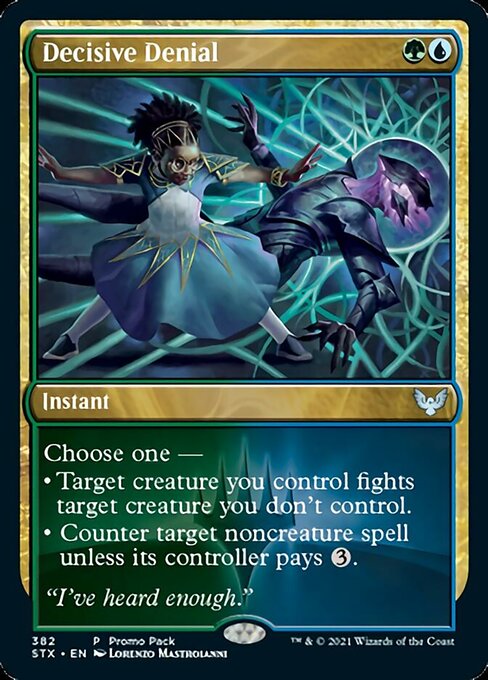 Decisive Denial
Instant
Choose one —
• Target creature you control fights
target creature you don't control.
• Counter target noncreature spell
unless its controller pays 3.
"I've heard enough."
382 P Promo Pack
STX • EN Lorenzo Mastroianni
™ & © 2021 Wizards of the Coast